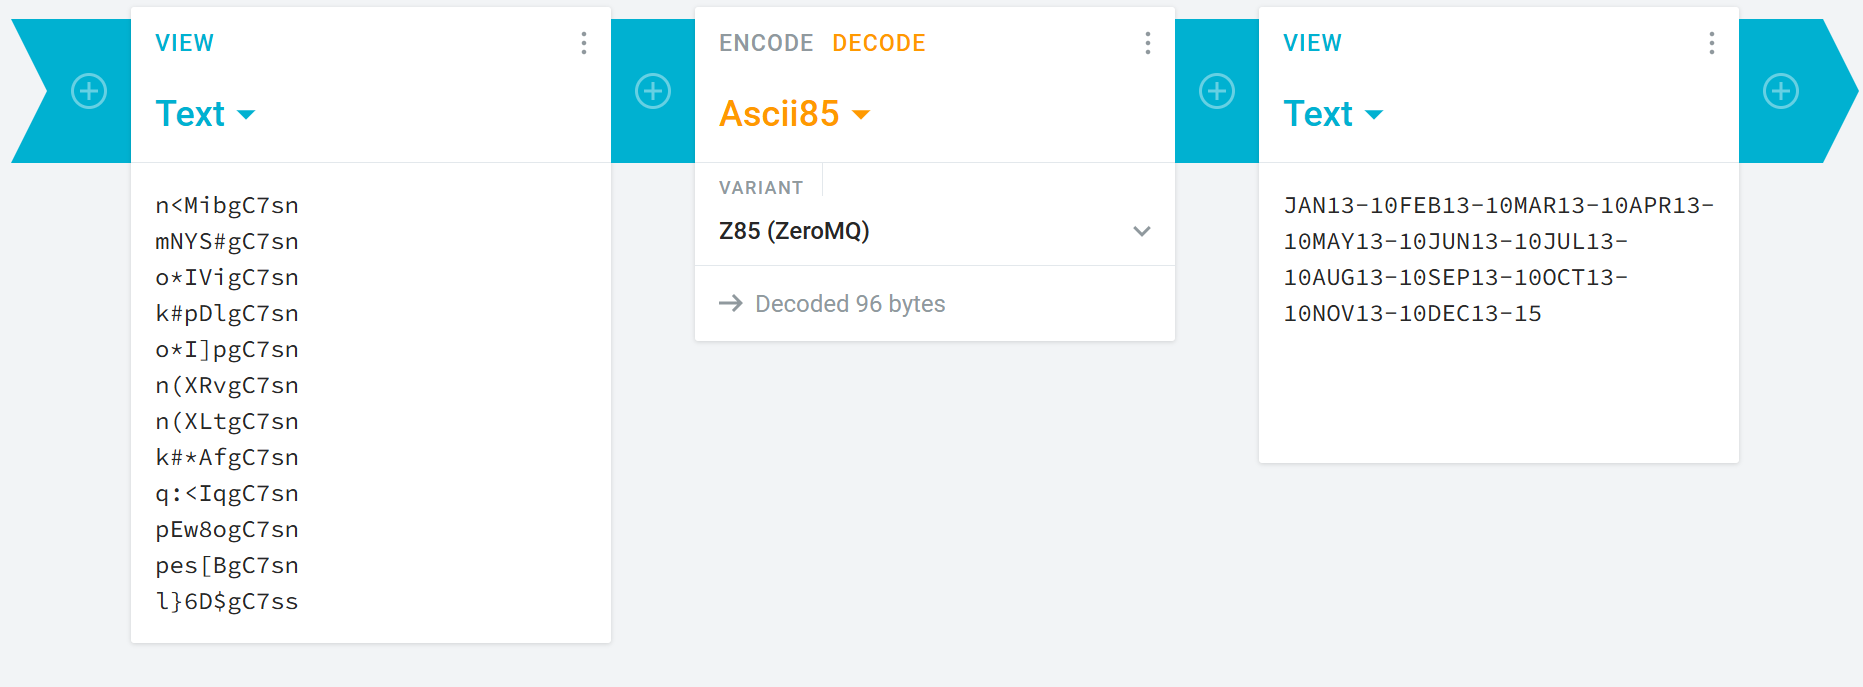 VIEW
Text
n<MibgC7sn
mNYS#gC7sn
o*IVigC7sn
k#pDlgC7sn
o*I]pgC7sn
n(XRvgC7sn
n(XLtgC7sn
k#*AfgC7sn
q:<IqgC7sn
pEw8ogC7sn
pes[BgC7sn
l}6D$gC7ss
ENCODE DECODE
Ascii85
VARIANT
Z85 (ZeroMQ)
→ Decoded 96 bytes
VIEW
Text
JAN13-10FEB13-10MAR13-10APR13-
10MAY13-10JUN13-10JUL13-
10AUG13-10SEP13-10OCT13-
10NOV13-10DEC13-15